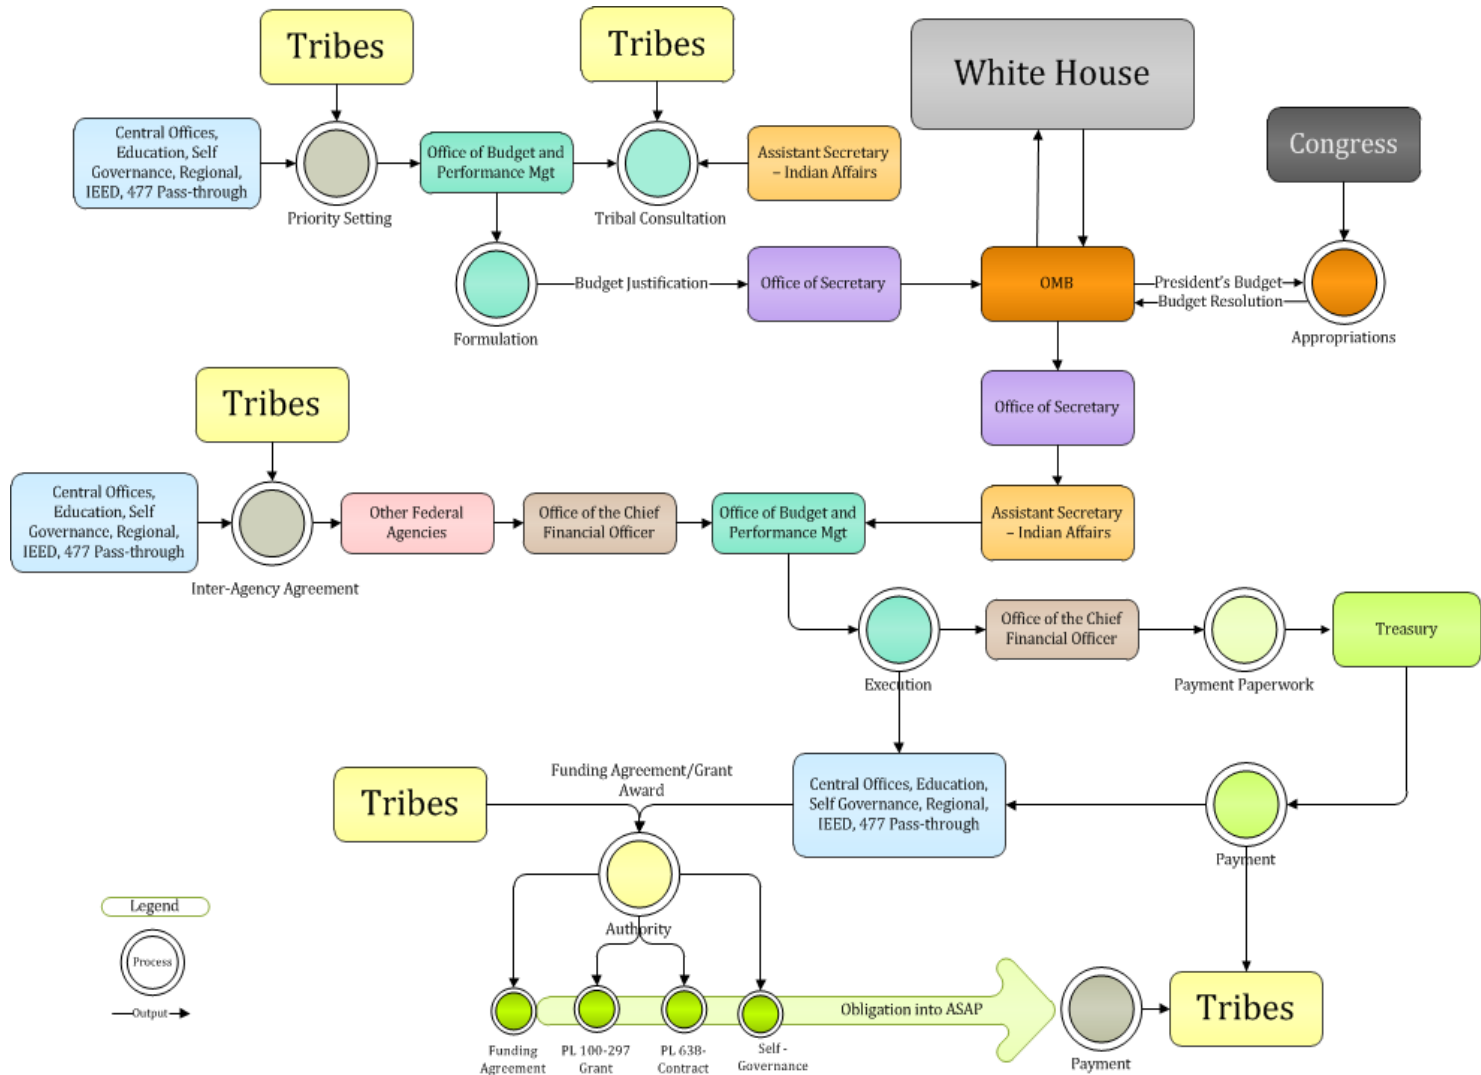 Tribes
Tribes
White House
Central Offices,
Education, Self
Governance, Regional,
IEED, 477 Pass-through
Priority Setting
Office of Budget and
Performance Mgt
Tribal Consultation
Assistant Secretary
– Indian Affairs
Congress
Formulation
Budget Justification
Office of Secretary
OMB
President's Budget
Budget Resolution
Appropriations
Tribes
Office of Secretary
Central Offices,
Education, Self
Governance, Regional,
IEED, 477 Pass-through
Inter-Agency Agreement
Other Federal
Agencies
Office of the Chief
Financial Officer
Office of Budget and
Performance Mgt
Assistant Secretary
– Indian Affairs
Execution
Office of the Chief
Financial Officer
Payment Paperwork
Treasury
Tribes
Funding Agreement/Grant
Award
Central Offices, Education,
Self Governance, Regional,
IEED, 477 Pass-through
Payment
Authority
Legend
Process
Output
Funding
Agreement
PL 100-297
Grant
PL 638-
Contract
Self -
Governance
Obligation into ASAP
Payment
Tribes